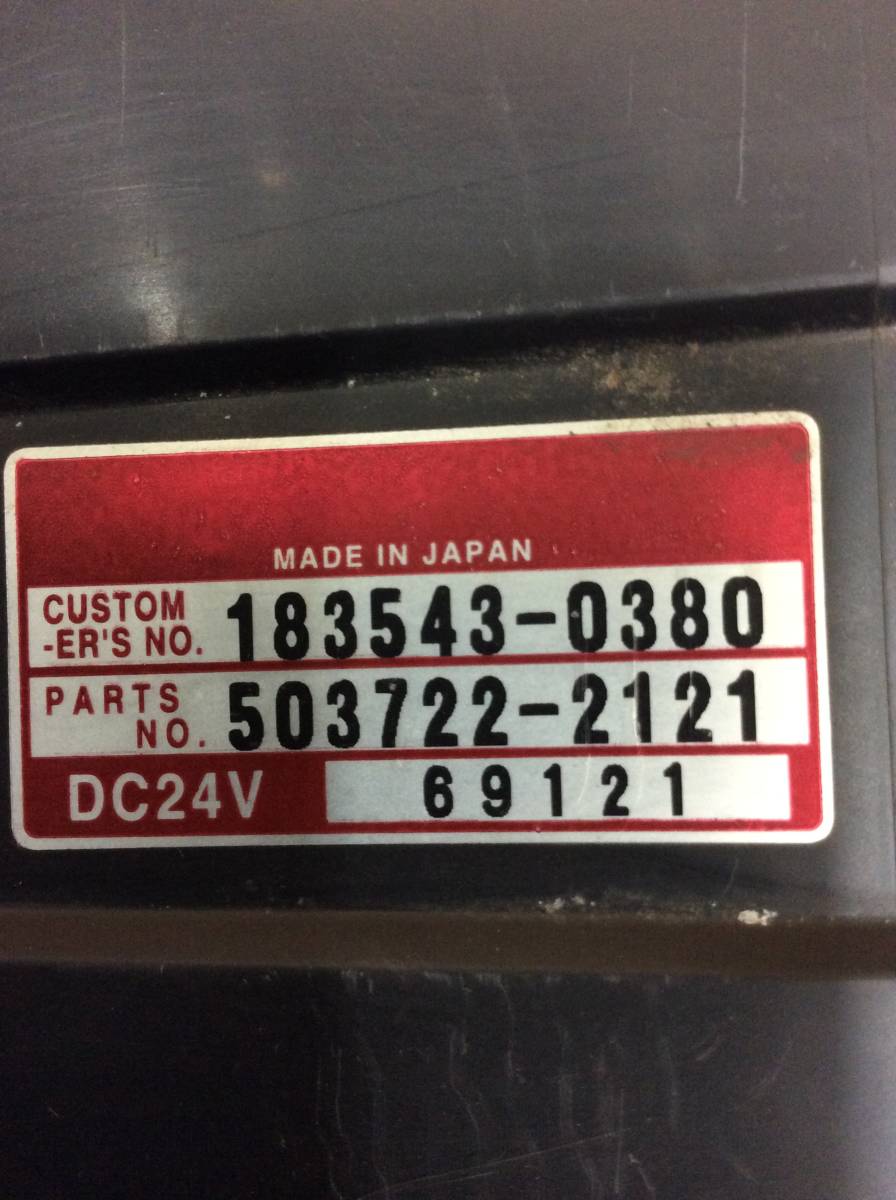 MADE IN JAPAN
CUSTOM
-ER'S NO. 183543-0380
PARTS
NO. 503722-2121
DC24V 69121